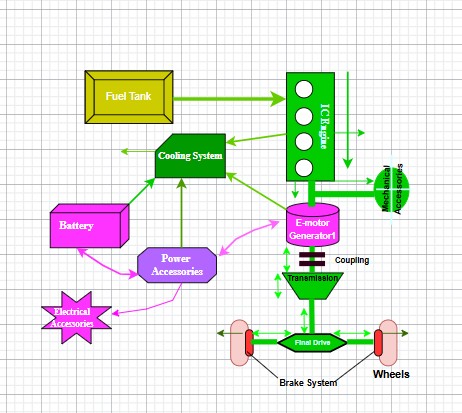 Fuel Tank
IC Engine
Cooling System
Mechanical
Accessories
Battery
E-motor
Generator1
Power
Accessories
Coupling
Transmission
Electrical
Accessories
Final Drive
Wheels
Brake System